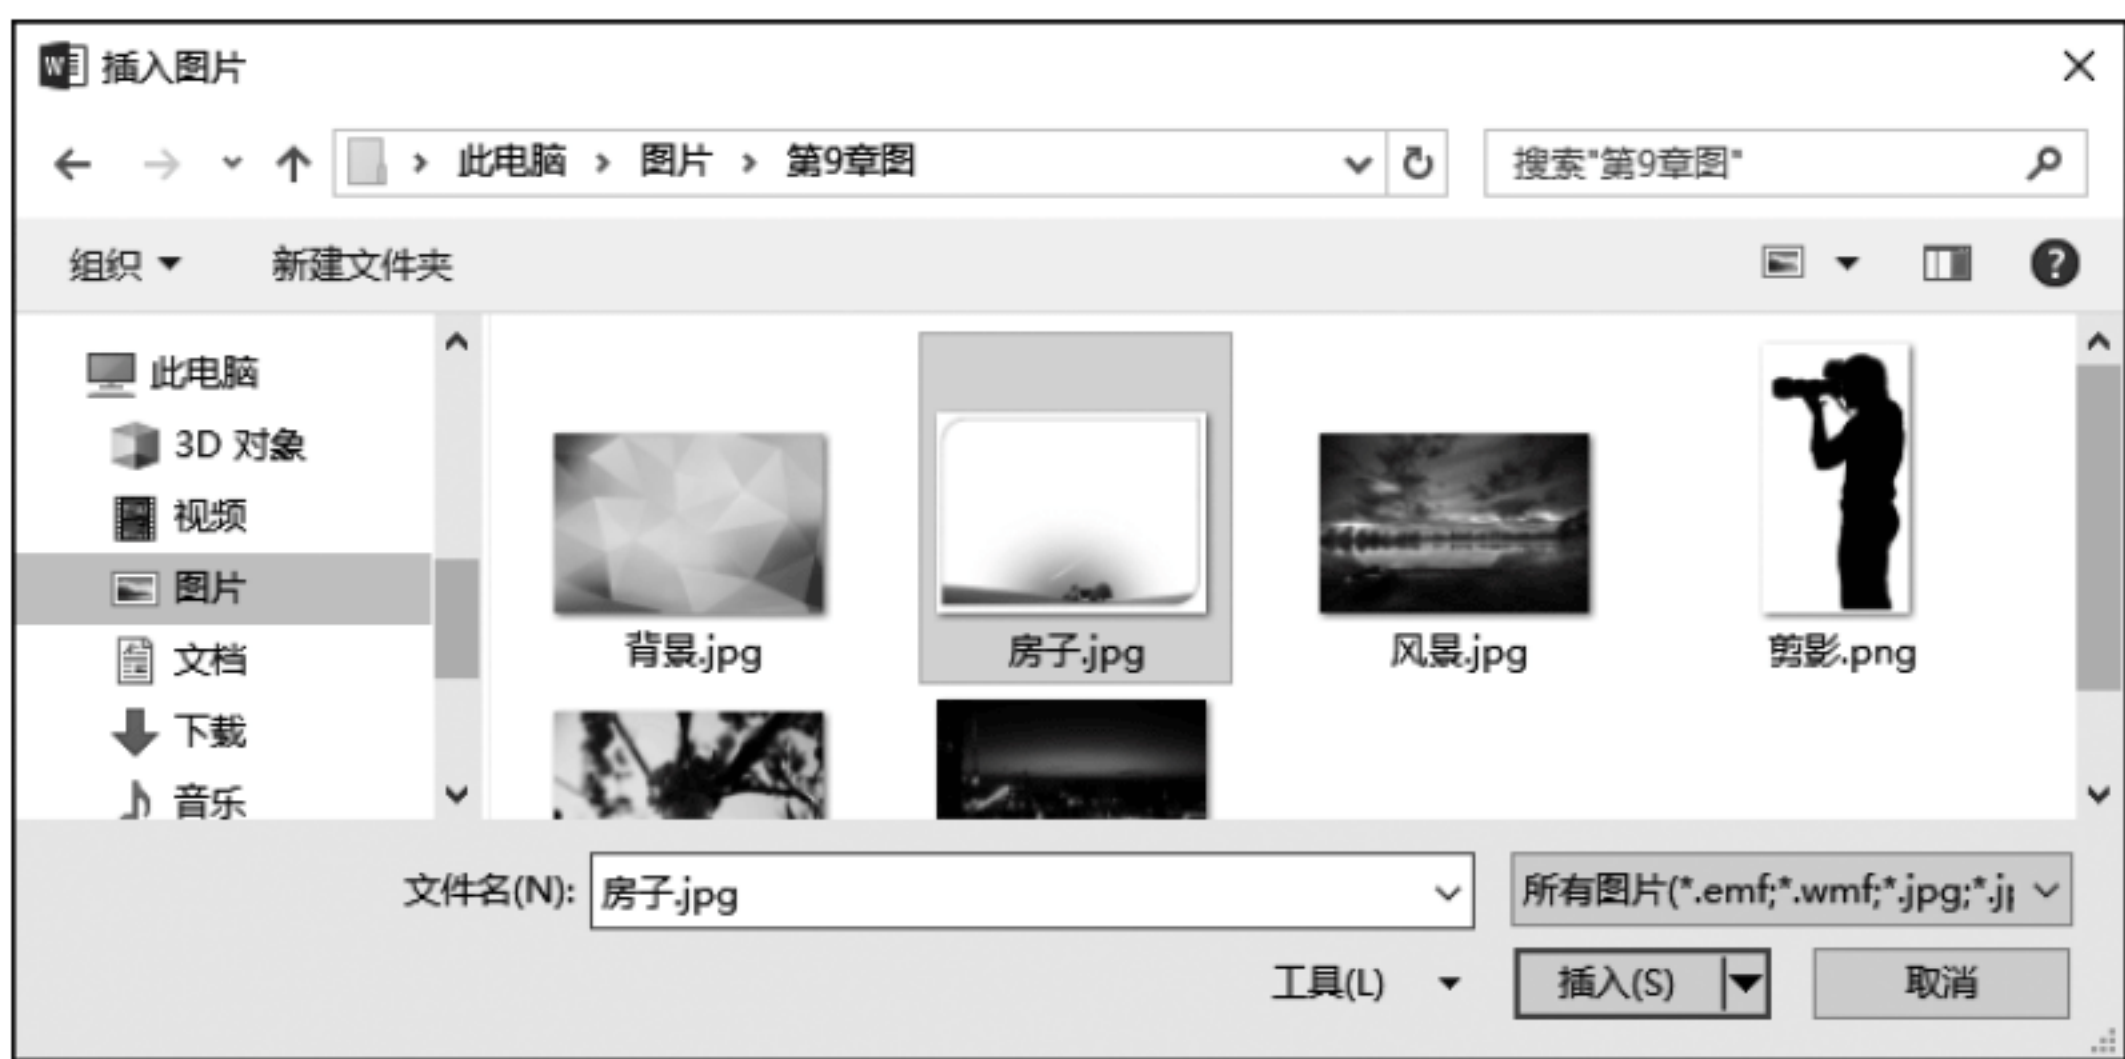 插入图片
此电脑 › 图片 › 第9章图
搜索"第9章图"
组织
新建文件夹
此电脑
3D 对象
视频
图片
文档
下载
音乐
背景.jpg
房子.jpg
风景.jpg
剪影.png
文件名(N):
房子.jpg
所有图片(*.emf;*.wmf;*.jpg;*.j
工具(L)
插入(S)
取消